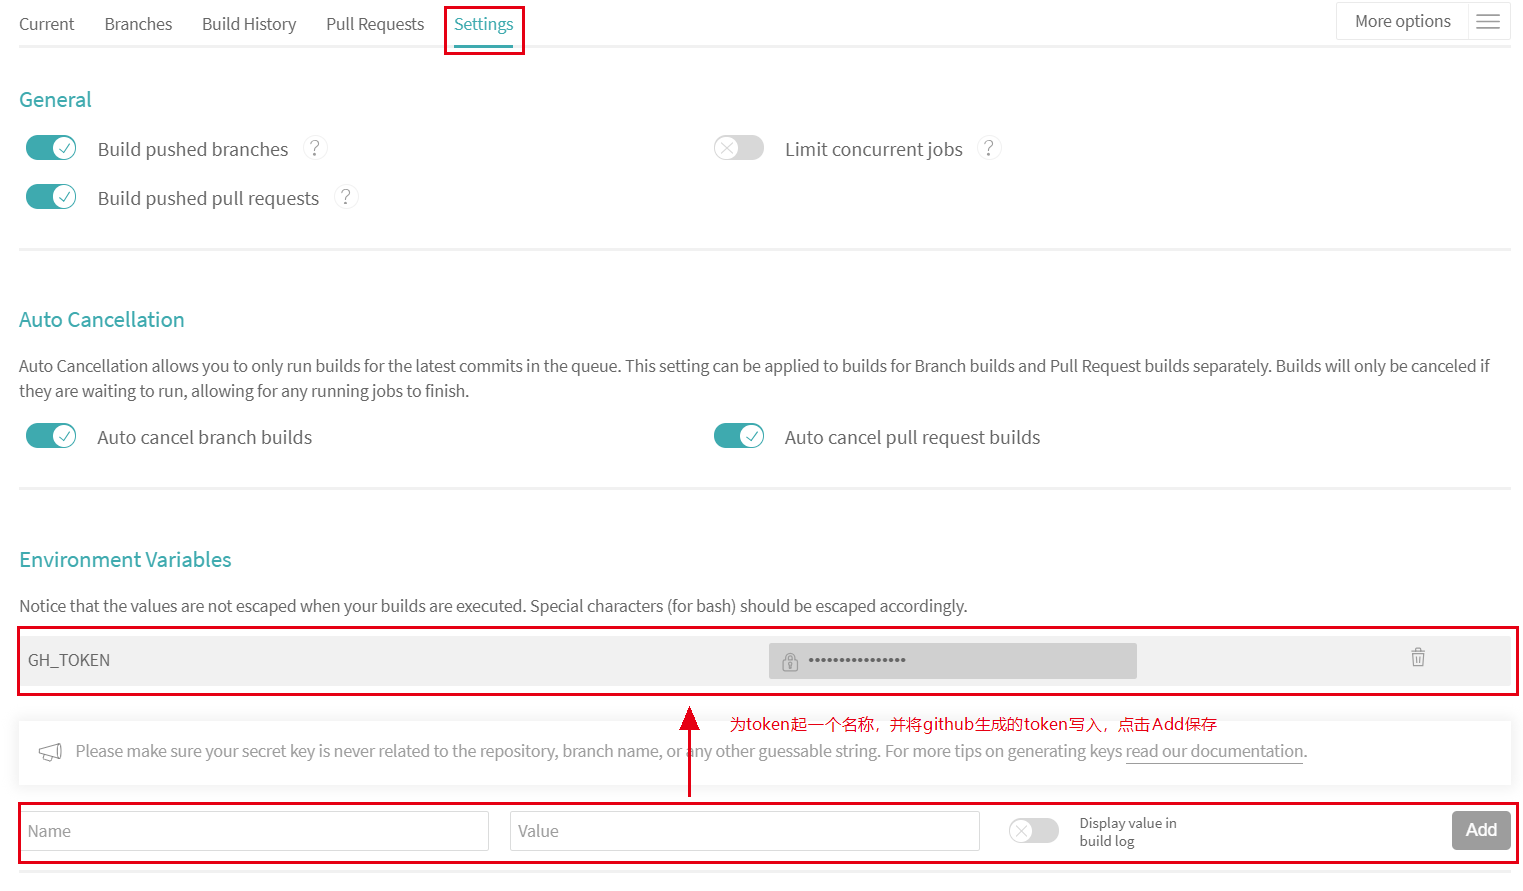 Current Branches Build History Pull Requests Settings More options
General
Build pushed branches ? Limit concurrent jobs ?
Build pushed pull requests ?
Auto Cancellation
Auto Cancellation allows you to only run builds for the latest commits in the queue. This setting can be applied to builds for Branch builds and Pull Request builds separately. Builds will only be canceled if
they are waiting to run, allowing for any running jobs to finish.
Auto cancel branch builds Auto cancel pull request builds
Environment Variables
Notice that the values are not escaped when your builds are executed. Special characters (for bash) should be escaped accordingly.
GH_TOKEN ••••••••••••••••
为token起一个名称，并将github生成的token写入，点击Add保存
Please make sure your secret key is never related to the repository, branch name, or any other guessable string. For more tips on generating keys read our documentation.
Name Value Display value in
build log
Add